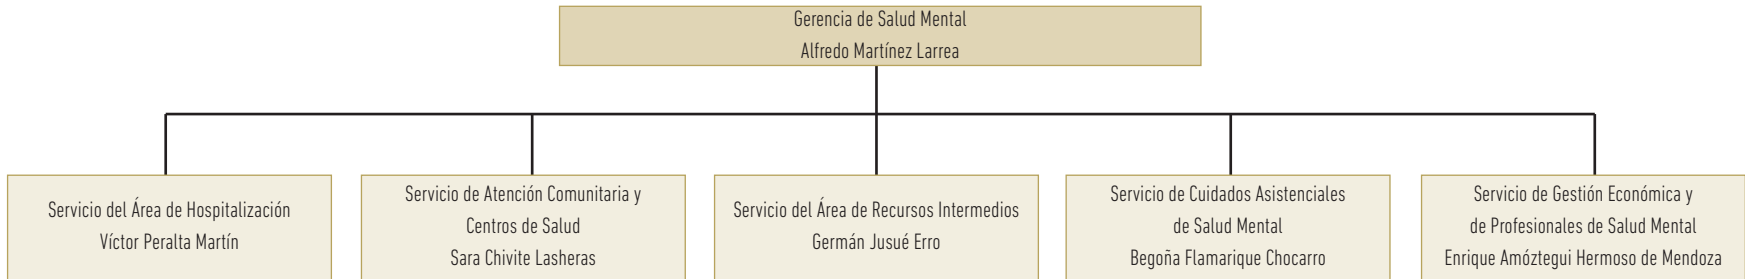 Gerencia de Salud Mental
Alfredo Martínez Larrea
Servicio del Área de Hospitalización
Víctor Peralta Martín
Servicio de Atención Comunitaria y
Centros de Salud
Sara Chivite Lasheras
Servicio del Área de Recursos Intermedios
Germán Jusué Erro
Servicio de Cuidados Asistenciales
de Salud Mental
Begoña Flamarique Chocarro
Servicio de Gestión Económica y
de Profesionales de Salud Mental
Enrique Amóztegui Hermoso de Mendoza